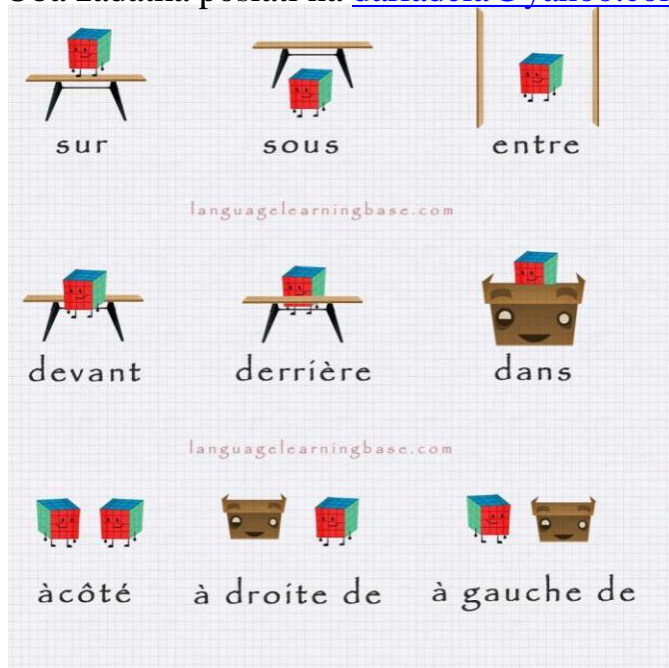 sur sous entre
languagelearningbase.com
devant derrière dans
languagelearningbase.com
àcôté à droite de à gauche de